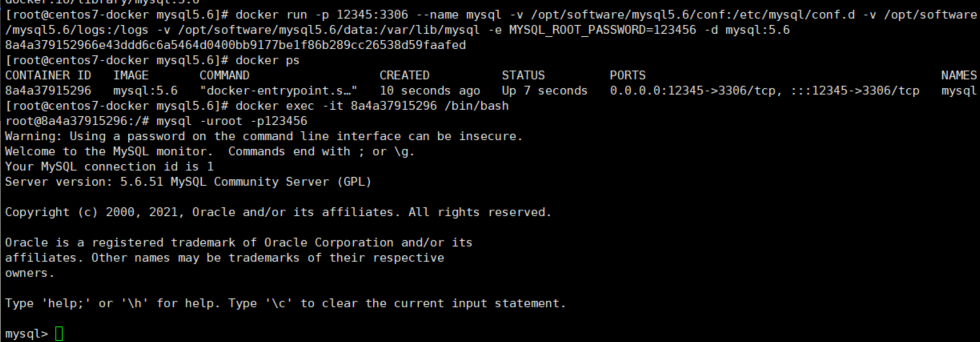 docker.io/library/mysql:5.6
[root@centos7-docker mysql5.6]# docker run -p 12345:3306 --name mysql -v /opt/software/mysql5.6/conf:/etc/mysql/conf.d -v /opt/software
/mysql5.6/logs:/logs -v /opt/software/mysql5.6/data:/var/lib/mysql -e MYSQL_ROOT_PASSWORD=123456 -d mysql:5.6
8a4a379152966e43ddd6c6a5464d0400bb9177be1f86b289cc26538d59faafed
[root@centos7-docker mysql5.6]# docker ps
CONTAINER ID   IMAGE       COMMAND                  CREATED          STATUS         PORTS                                         NAMES
8a4a37915296   mysql:5.6   "docker-entrypoint.s…"   10 seconds ago   Up 7 seconds   0.0.0.0:12345->3306/tcp, :::12345->3306/tcp   mysql
[root@centos7-docker mysql5.6]# docker exec -it 8a4a37915296 /bin/bash
root@8a4a37915296:/# mysql -uroot -p123456
Warning: Using a password on the command line interface can be insecure.
Welcome to the MySQL monitor.  Commands end with ; or \g.
Your MySQL connection id is 1
Server version: 5.6.51 MySQL Community Server (GPL)

Copyright (c) 2000, 2021, Oracle and/or its affiliates. All rights reserved.

Oracle is a registered trademark of Oracle Corporation and/or its
affiliates. Other names may be trademarks of their respective
owners.

Type 'help;' or '\h' for help. Type '\c' to clear the current input statement.

mysql>